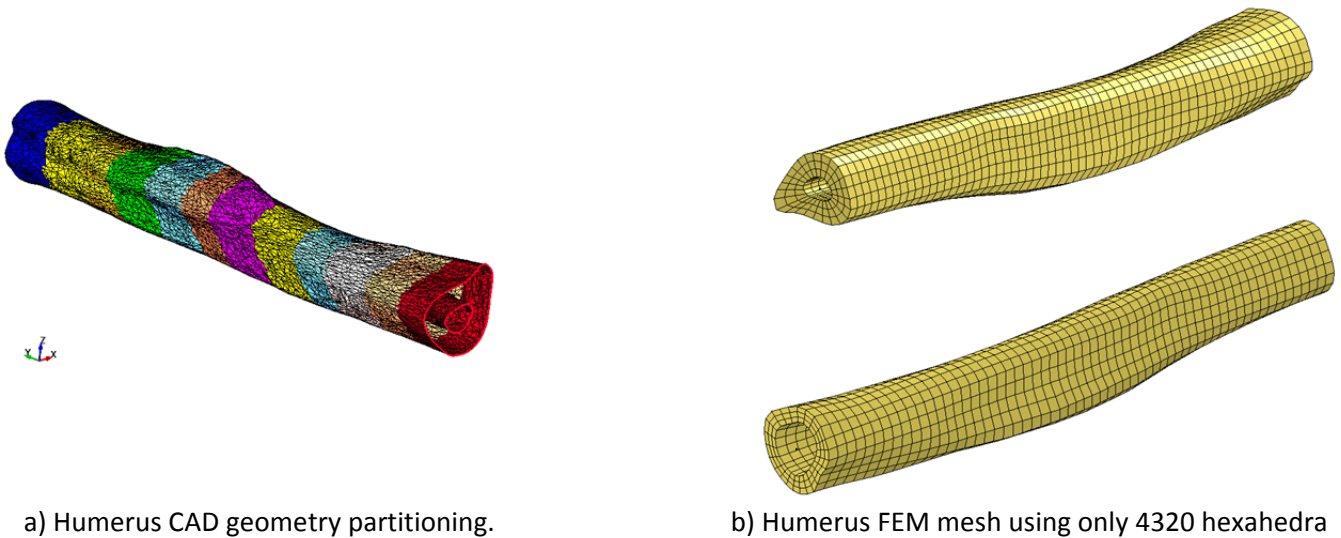 Z
Y X
a) Humerus CAD geometry partitioning.
b) Humerus FEM mesh using only 4320 hexahedra